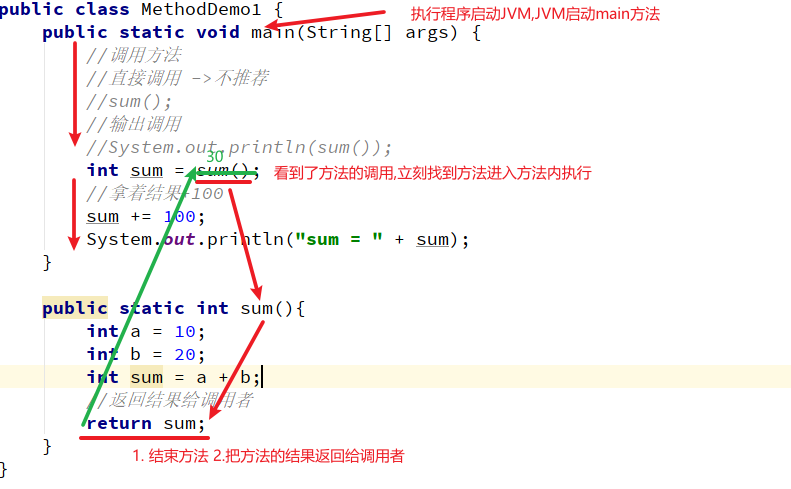 public class MethodDemo1 {
执行程序启动JVM,JVM启动main方法
public static void main(String[] args) {
//调用方法
//直接调用 ->不推荐
//sum();
//输出调用
//System.out.println(sum());
30
int sum = sum();
看到了方法的调用,立刻找到方法进入方法内执行
//拿着结果+100
sum += 100;
System.out.println("sum = " + sum);
}
public static int sum(){
int a = 10;
int b = 20;
int sum = a + b;
//返回结果给调用者
return sum;
}
1. 结束方法 2.把方法的结果返回给调用者
}